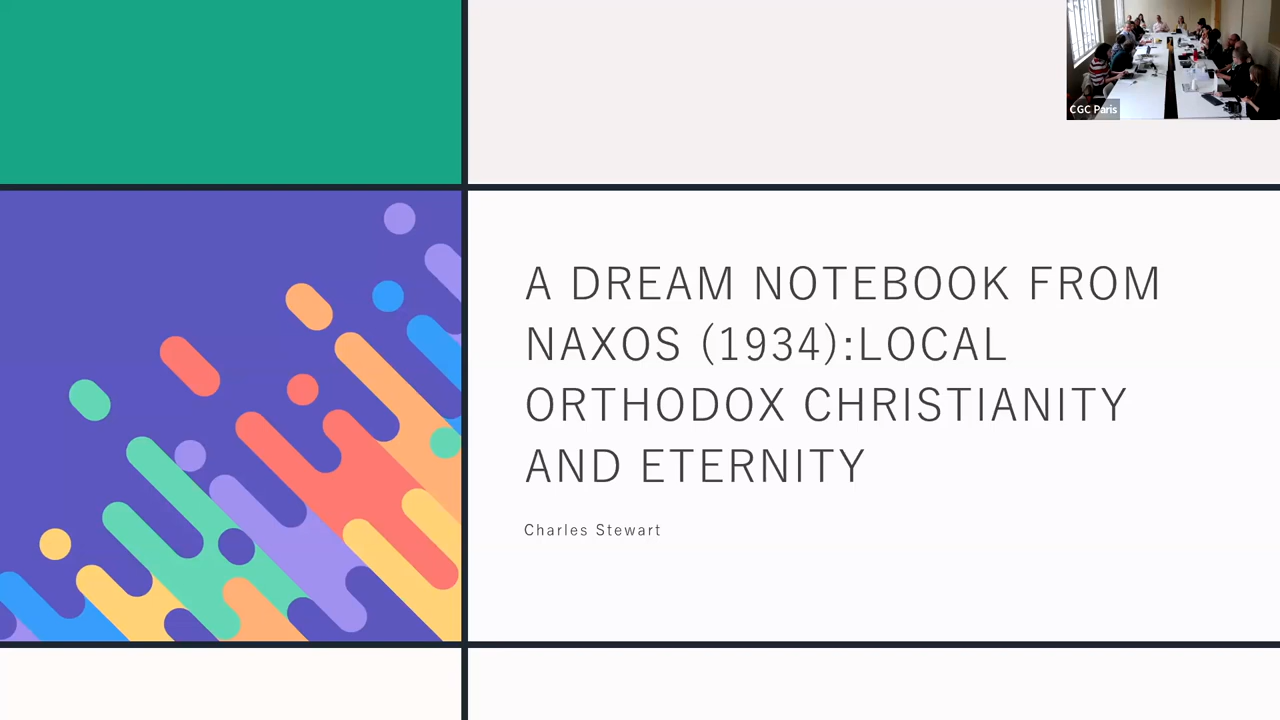 CGC Paris
A DREAM NOTEBOOK FROM
NAXOS (1934):LOCAL
ORTHODOX CHRISTIANITY
AND ETERNITY
Charles Stewart